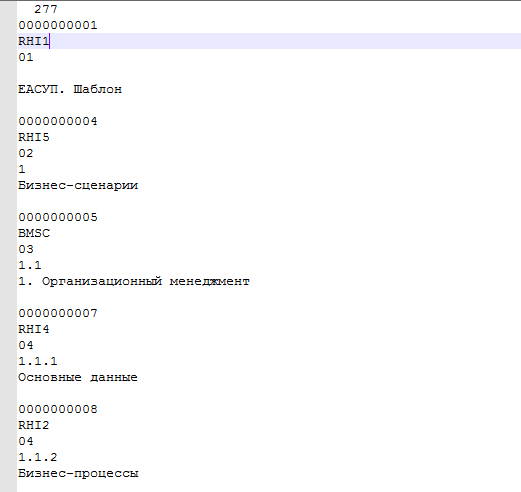 277
0000000001
RHI1
01
ЕАСУП. Шаблон
0000000004
RHI5
02
1
Бизнес-сценарии
0000000005
BMSC
03
1.1
1. Организационный менеджмент
0000000007
RHI4
04
1.1.1
Основные данные
0000000008
RHI2
04
1.1.2
Бизнес-процессы